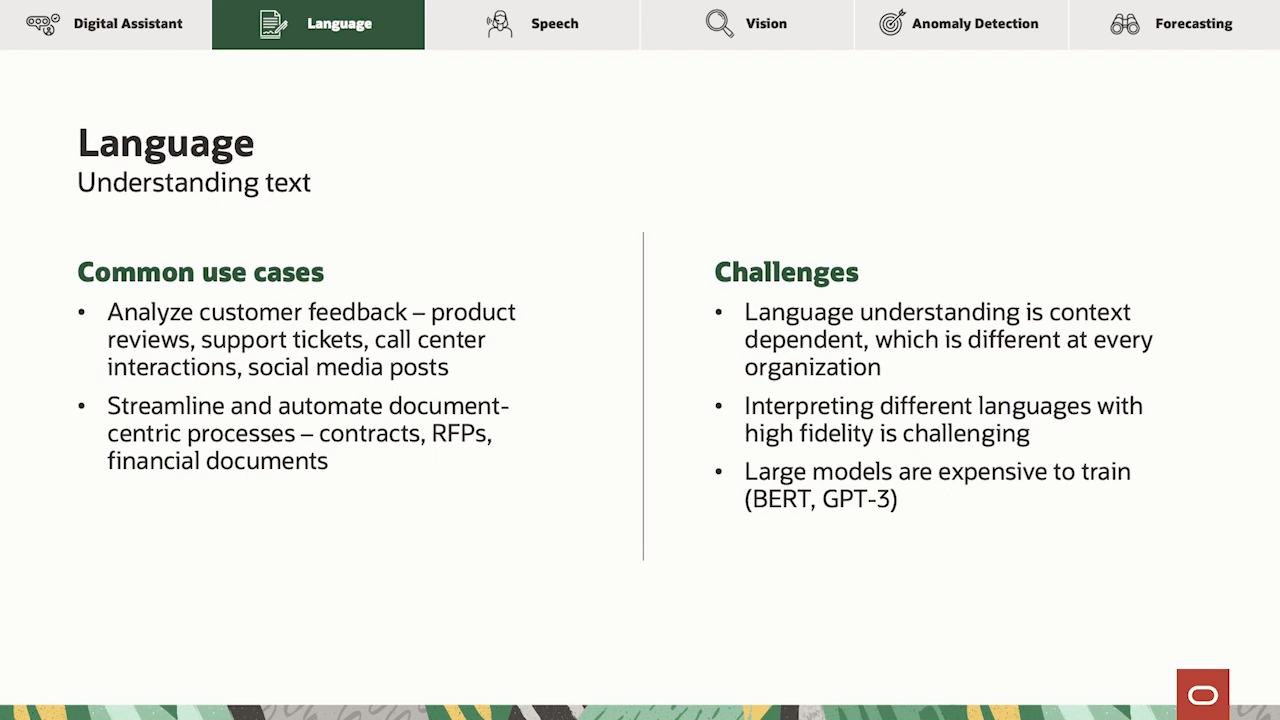 Digital Assistant
Language
Speech
Vision
Anomaly Detection
Forecasting
Language
Understanding text
Common use cases
• Analyze customer feedback – product
reviews, support tickets, call center
interactions, social media posts
• Streamline and automate document-
centric processes – contracts, RFPs,
financial documents
Challenges
• Language understanding is context
dependent, which is different at every
organization
• Interpreting different languages with
high fidelity is challenging
• Large models are expensive to train
(BERT, GPT-3)